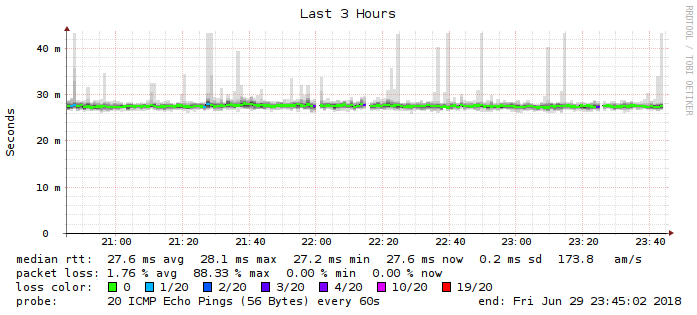 Last 3 Hours
RRDTOOL / TOBI OETIKER
Seconds
40 m
30 m
20 m
10 m
0
21:00 21:20 21:40 22:00 22:20 22:40 23:00 23:20 23:40
median rtt: 27.6 ms avg 28.1 ms max 27.2 ms min 27.6 ms now 0.2 ms sd 173.8 am/s
packet loss: 1.76 % avg 88.33 % max 0.00 % min 0.00 % now
loss color: 0 1/20 2/20 3/20 4/20 10/20 19/20
probe: 20 ICMP Echo Pings (56 Bytes) every 60s end: Fri Jun 29 23:45:02 2018